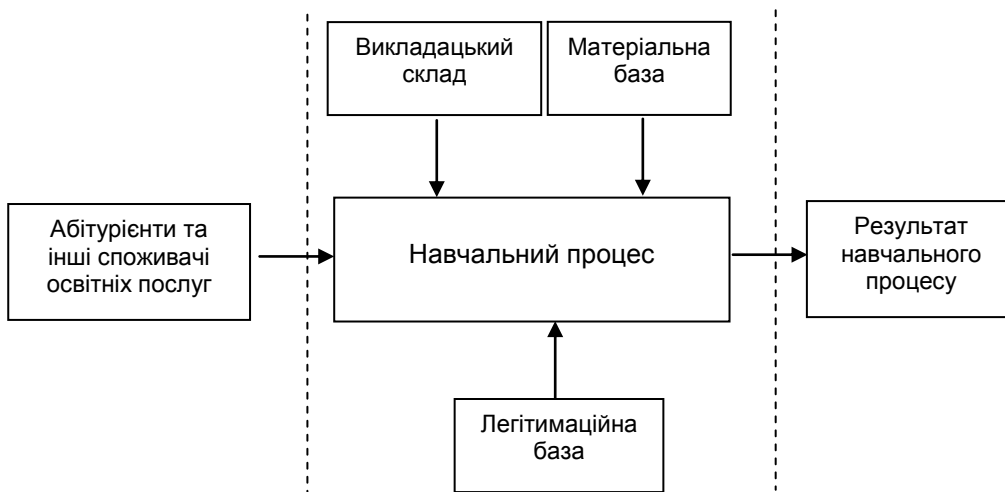 Викладацький
склад
Матеріальна
база
Абітурієнти та
інші споживачі
освітніх послуг
Навчальний процес
Результат
навчального
процесу
Легітимаційна
база